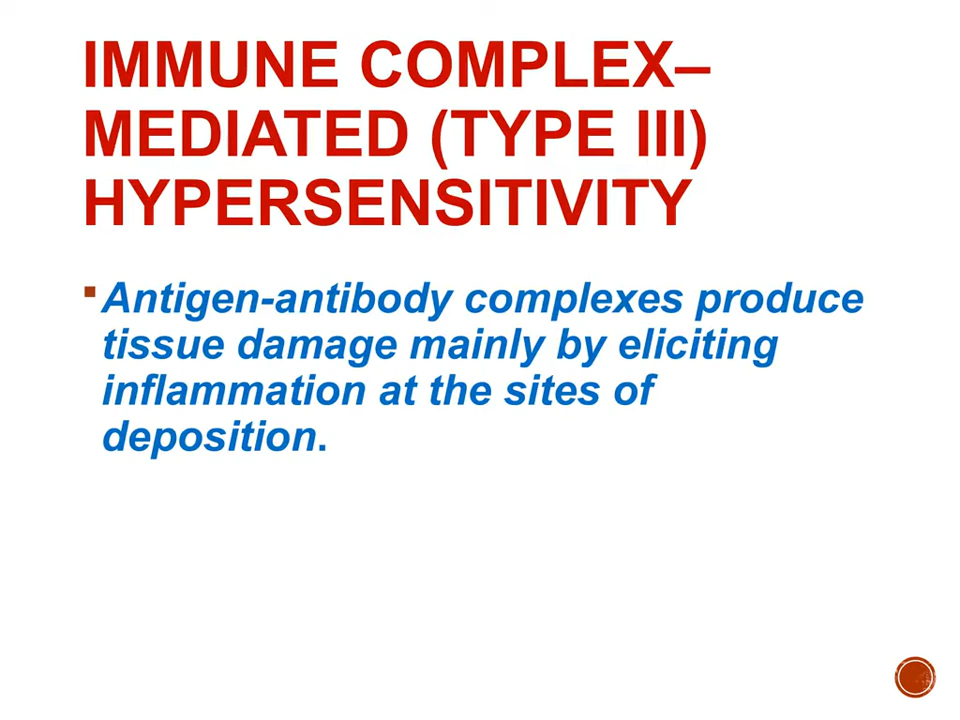 IMMUNE COMPLEX–
MEDIATED (TYPE III)
HYPERSENSITIVITY
▪ Antigen-antibody complexes produce
tissue damage mainly by eliciting
inflammation at the sites of
deposition.